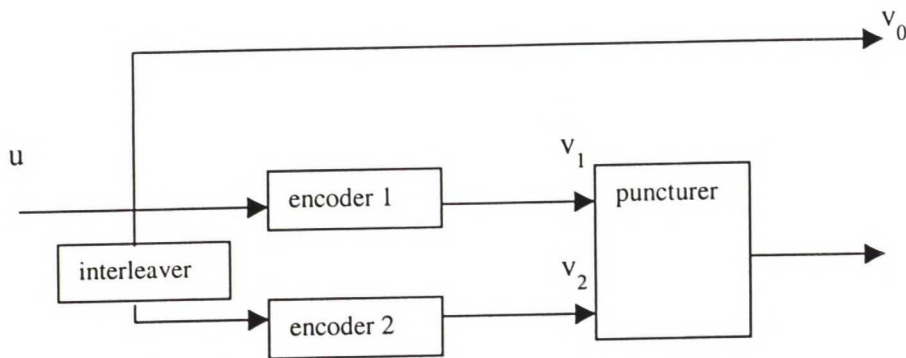 v0
u
v1
encoder 1
puncturer
interleaver
v2
encoder 2